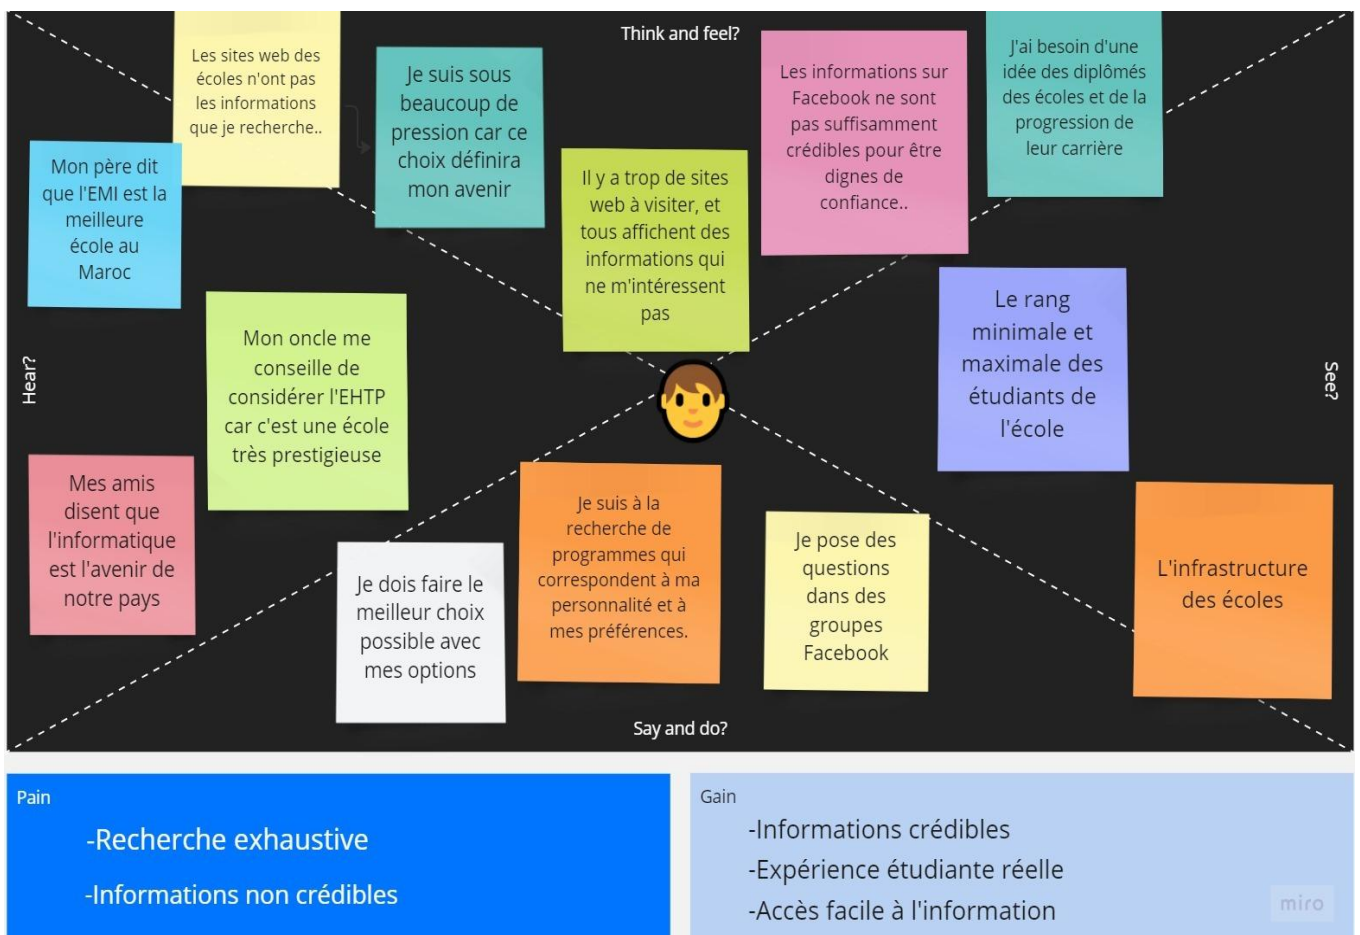 Think and feel?
Les sites web des
écoles n'ont pas
les informations
que je recherche..
Je suis sous
beaucoup de
pression car ce
choix définira
mon avenir
Il y a trop de sites
web à visiter, et
tous affichent des
informations qui
ne m'intéressent
pas
Les informations sur
Facebook ne sont
pas suffisamment
crédibles pour être
dignes de
confiance..
J'ai besoin d'une
idée des diplômés
des écoles et de la
progression de
leur carrière
Hear?
Mon père dit
que l'EMI est la
meilleure
école au
Maroc
Mon oncle me
conseille de
considérer l'EHTP
car c'est une école
très prestigieuse
Mes amis
disent que
l'informatique
est l'avenir de
notre pays
See?
Le rang
minimale et
maximale des
étudiants de
l'école
L'infrastructure
des écoles
Je dois faire le
meilleur choix
possible avec
mes options
Je suis à la
recherche de
programmes qui
correspondent à ma
personnalité et à
mes préférences.
Je pose des
questions
dans des
groupes
Facebook
Say and do?
Pain
-Recherche exhaustive
-Informations non crédibles
Gain
-Informations crédibles
-Expérience étudiante réelle
-Accès facile à l'information
miro